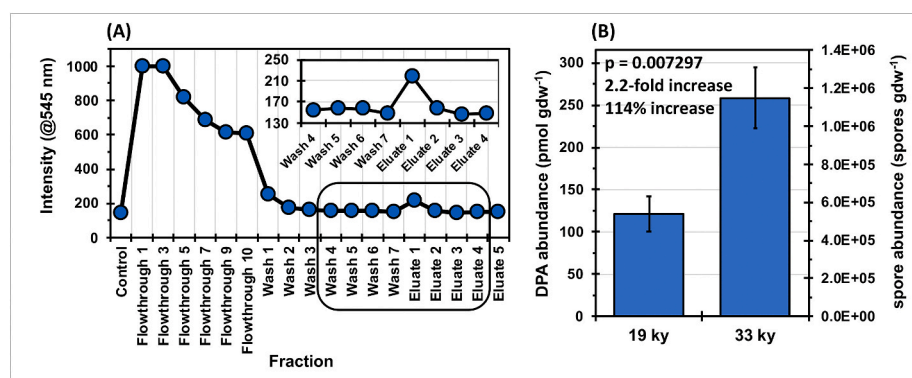 (A)
Intensity (@545 nm)
1000
800
600
400
200
0
250
210
170
130
Wash 4
Wash 5
Wash 6
Wash 7
Eluate 1
Eluate 2
Eluate 3
Eluate 4
Control
Flowthrough 1
Flowthrough 3
Flowthrough 5
Flowthrough 7
Flowthrough 9
Flowthrough 10
Wash 1
Wash 2
Wash 3
Wash 4
Wash 5
Wash 6
Wash 7
Eluate 1
Eluate 2
Eluate 3
Eluate 4
Eluate 5
Fraction
(B)
DPA abundance (pmol gdw⁻¹)
300
250
200
150
100
50
0
p = 0.007297
2.2-fold increase
114% increase
19 ky
33 ky
1.4E+06
1.2E+06
1.0E+06
8.0E+05
6.0E+05
4.0E+05
2.0E+05
0.0E+00
spore abundance (spores gdw⁻¹)